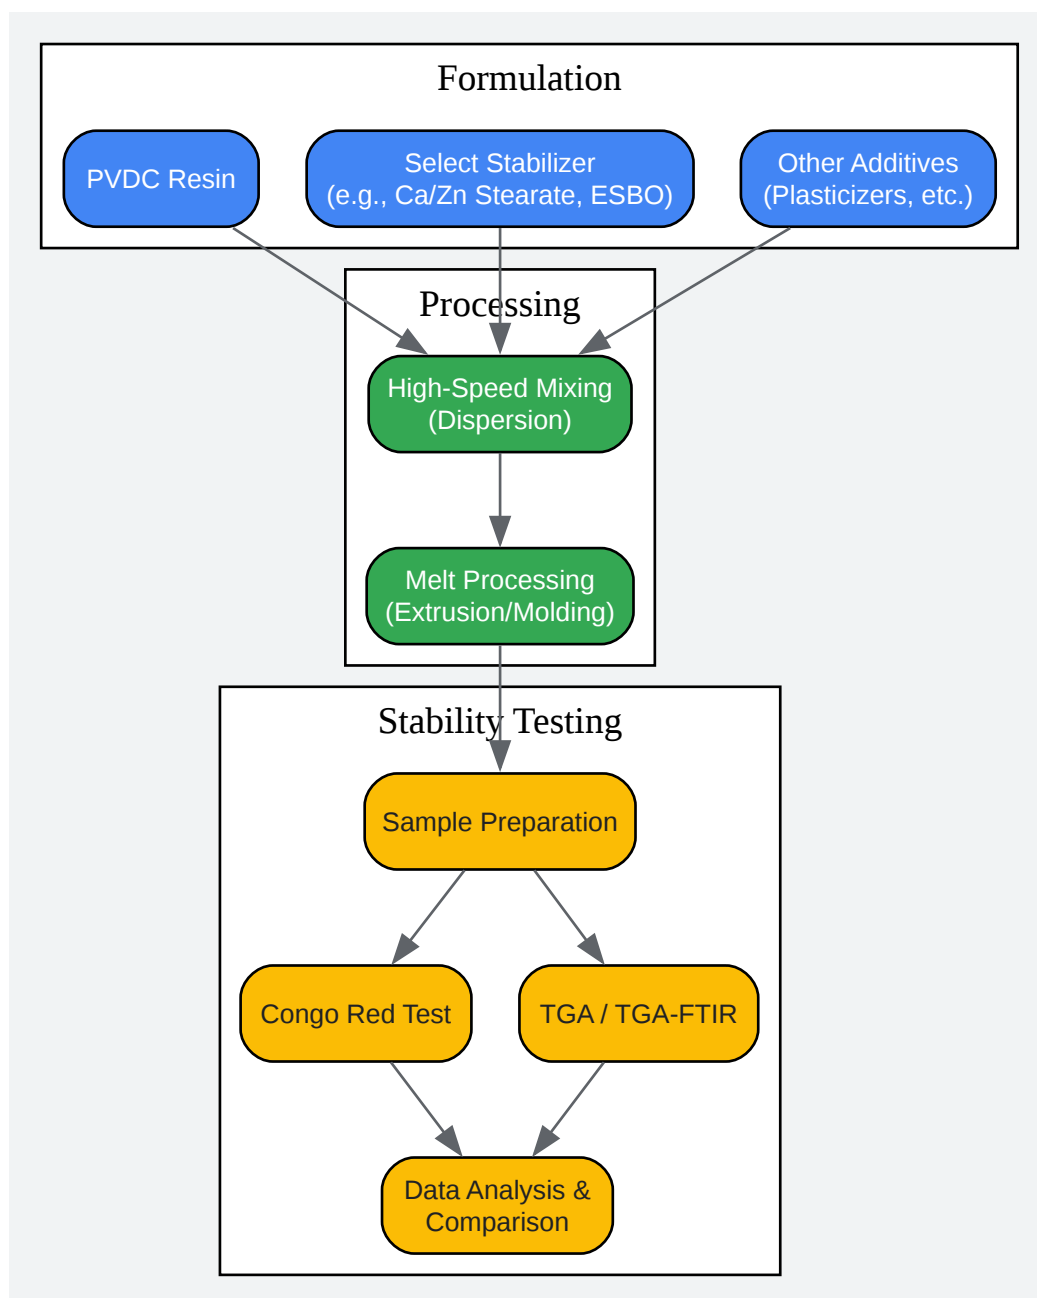 Formulation
PVDC Resin
Select Stabilizer
(e.g., Ca/Zn Stearate, ESBO)
Other Additives
(Plasticizers, etc.)
Processing
High-Speed Mixing
(Dispersion)
Melt Processing
(Extrusion/Molding)
Stability Testing
Sample Preparation
Congo Red Test
TGA / TGA-FTIR
Data Analysis &
Comparison